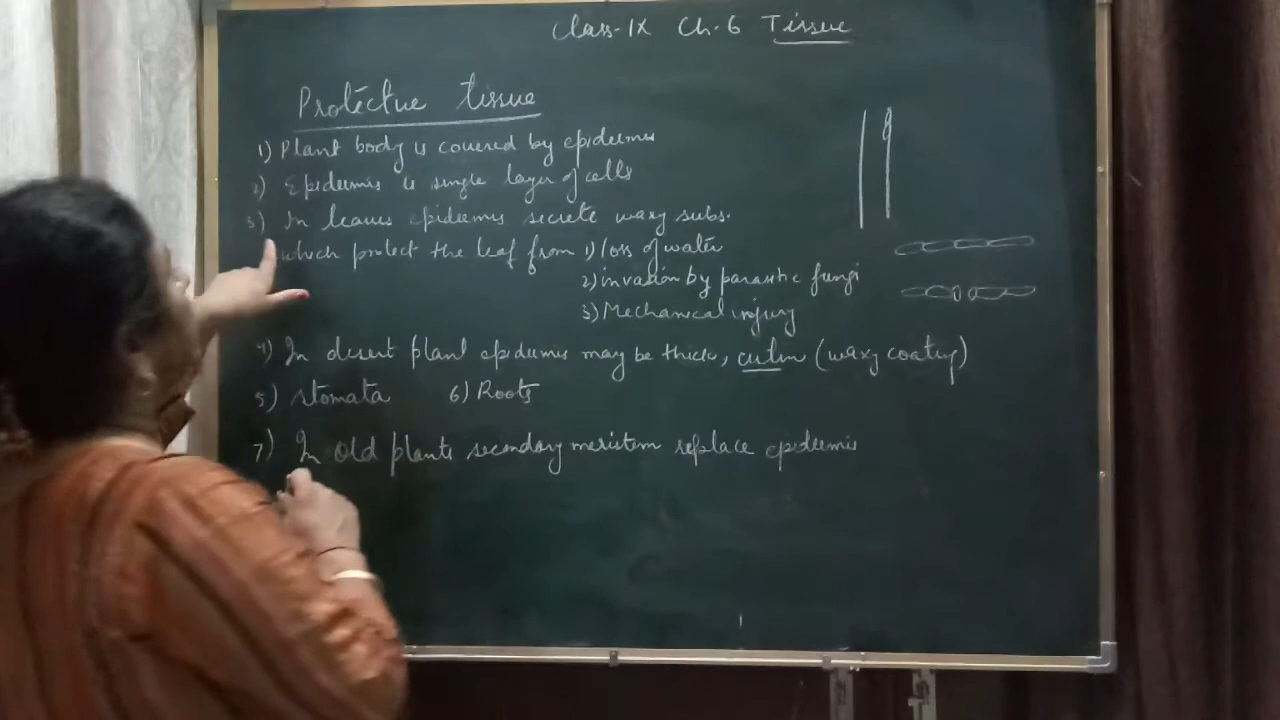 Class-IX Ch.6 Tissue
Protective tissue
1) Plant body is covered by epidermis
2) Epidermis is single layer of cells
3) In leaves epidermis secrete waxy subs.
which protect the leaf from 1) loss of water
2) invasion by parasitic fungi
3) Mechanical injury
4) In desert plant epidermis may be thick, cutin (waxy coating)
5) Stomata 6) Roots
7) In old plants secondary meristem replace epidermis